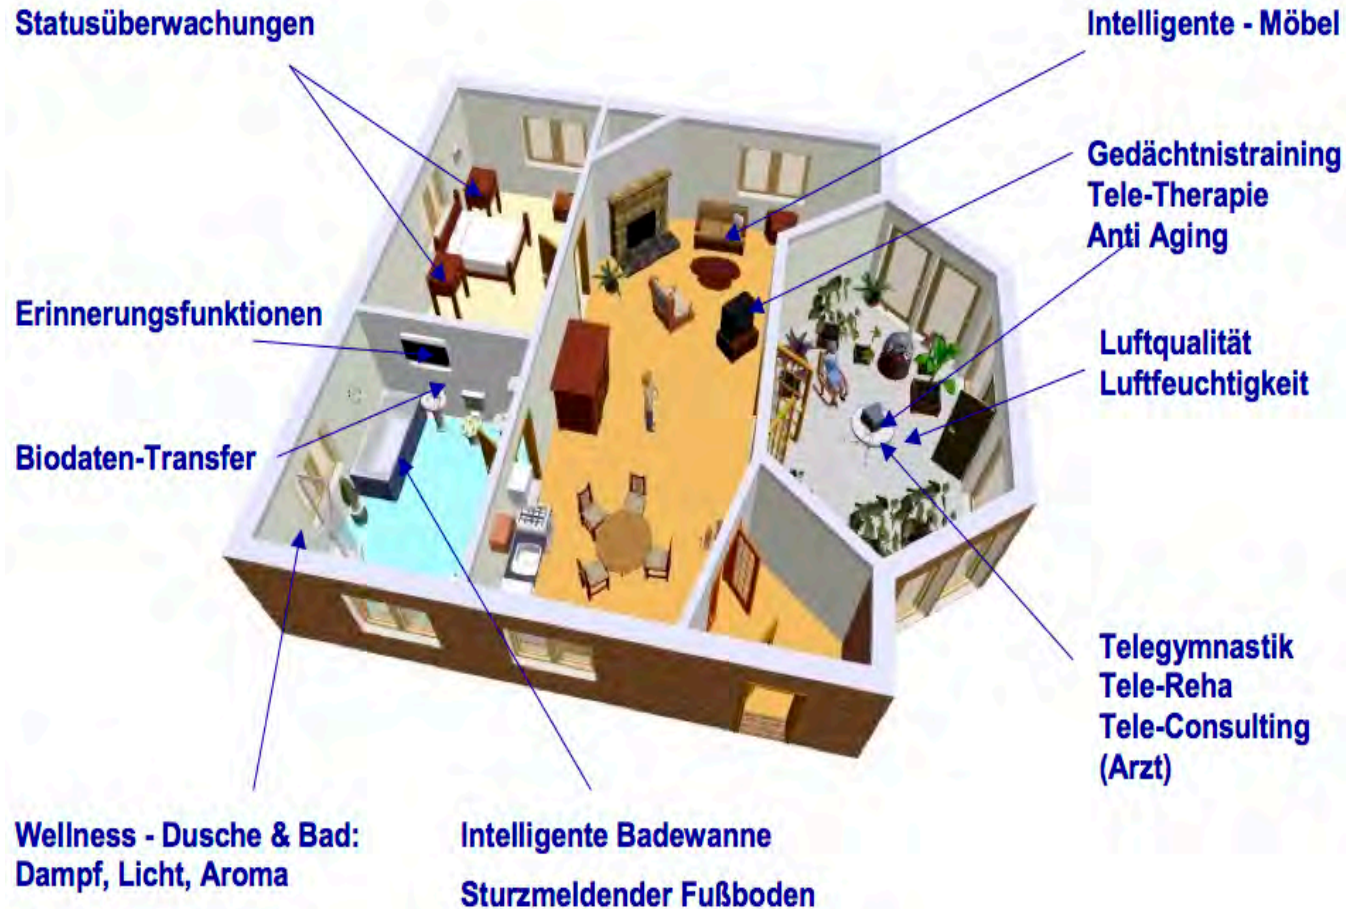 Statusüberwachungen
Intelligente - Möbel
Gedächtnistraining
Tele-Therapie
Anti Aging
Erinnerungsfunktionen
Luftqualität
Luftfeuchtigkeit
Biodaten-Transfer
Telegymnastik
Tele-Reha
Tele-Consulting
(Arzt)
Wellness - Dusche & Bad:
Dampf, Licht, Aroma
Intelligente Badewanne
Sturzmeldender Fußboden